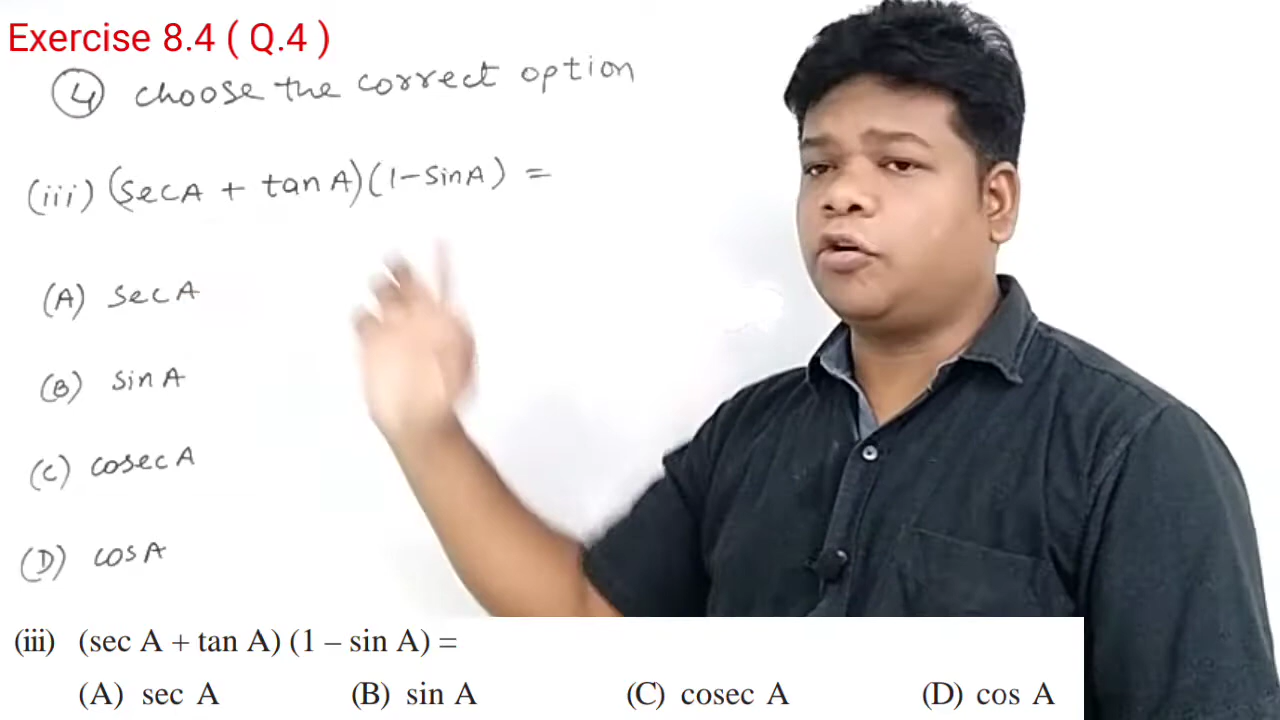 Exercise 8.4 ( Q.4 )
(4) choose the correct option
(iii) (secA + tan A)(1-sinA) =
(A) secA
(B) sinA
(C) cosecA
(D) cosA
(iii) (sec A + tan A) (1 – sin A) =
(A) sec A (B) sin A (C) cosec A (D) cos A